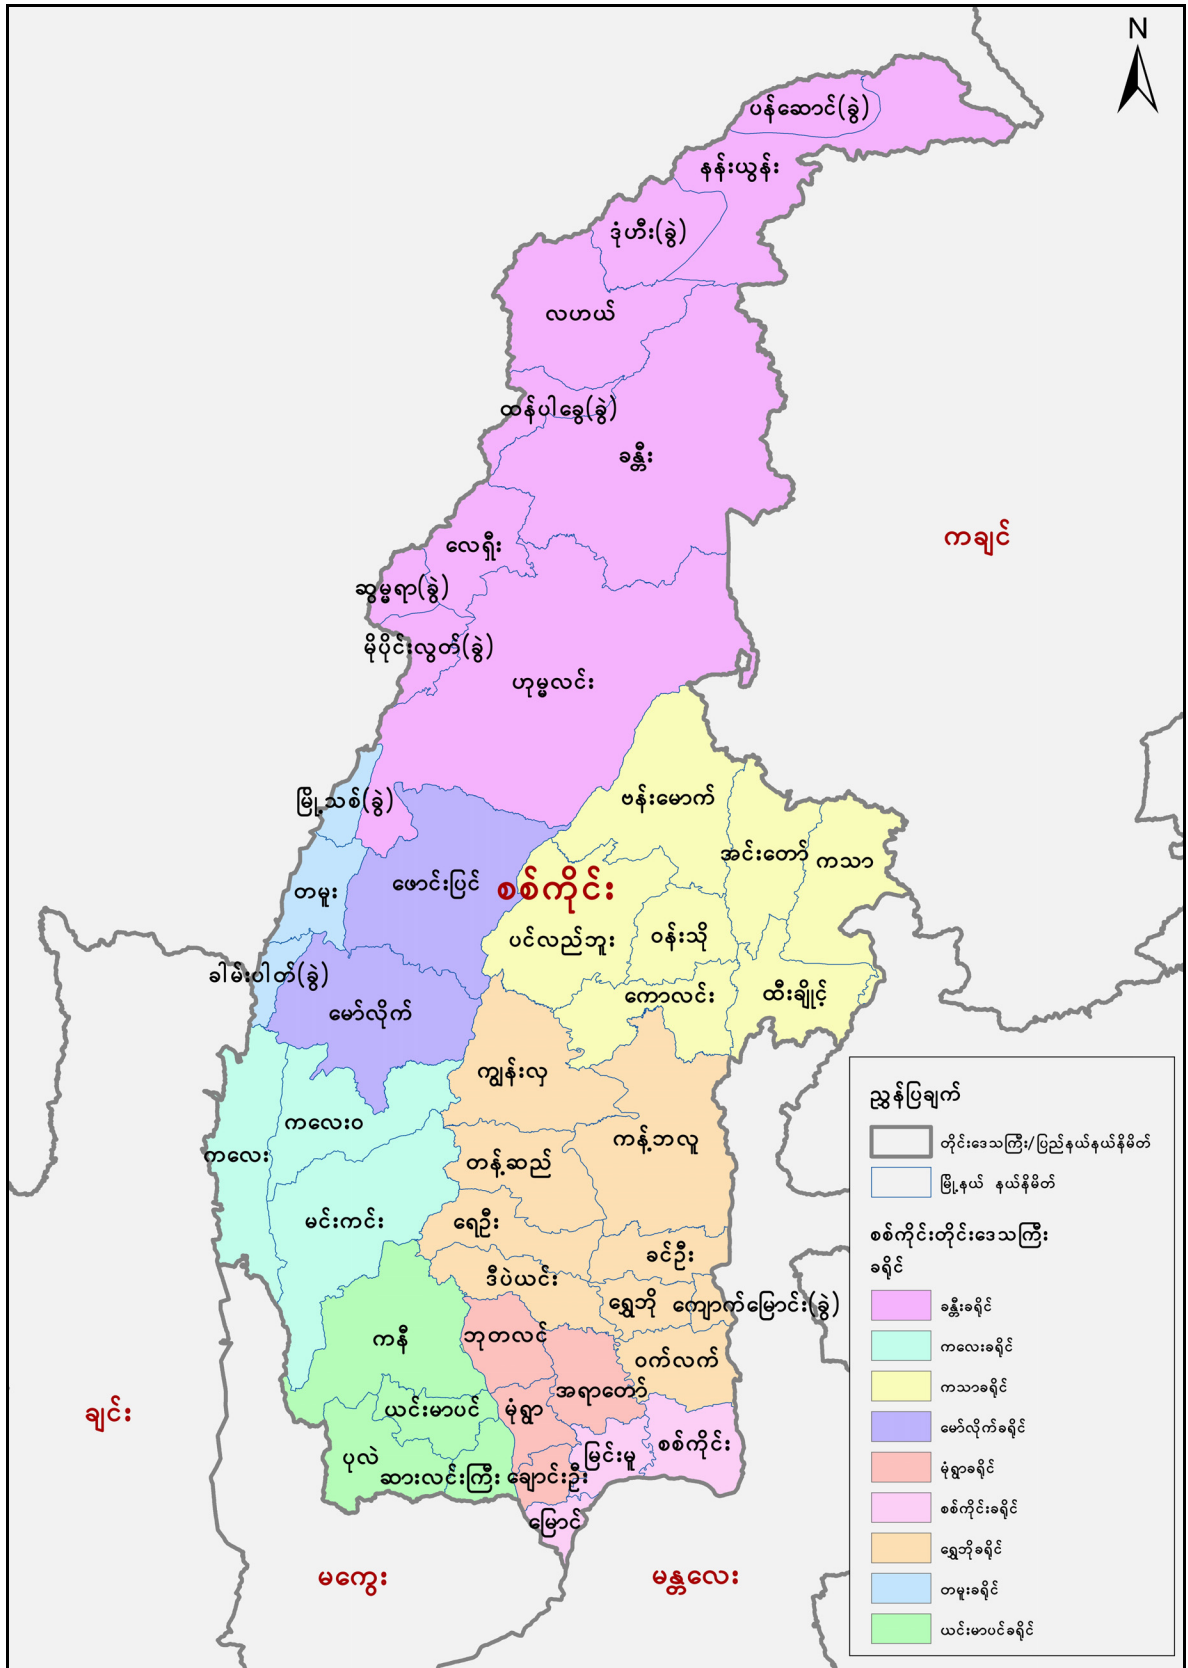 N
ပန်ဆောင်(ခွဲ)
နန်းယွန်း
ဒုံဟီး(ခွဲ)
လဟယ်
ထန်ပါခွေ(ခွဲ)
ခန္တီး
ကချင်
လေရှီး
ဆွမ္မရာ(ခွဲ)
မိုပိုင်းလွတ်(ခွဲ)
ဟုမ္မလင်း
မြို့သစ်(ခွဲ)
ဗန်းမောက်
အင်းတော်
ကသာ
တမူး
ဖောင်းပြင်
စစ်ကိုင်း
ပင်လည်ဘူး
ဝန်းသို
ခါမ်းပါတ်(ခွဲ)
ကောလင်း
ထီးချိုင့်
မော်လိုက်
ကျွန်းလှ
ကလေးဝ
ကန့်ဘလူ
ကလေး
တန့်ဆည်
မင်းကင်း
ရေဦး
ခင်ဦး
ဒီပဲယင်း
ရွှေဘို
ကျောက်မြောင်း(ခွဲ)
ကနီ
ဘုတလင်
ဝက်လက်
အရာတော်
ယင်းမာပင်
မုံရွာ
ချင်း
စစ်ကိုင်း
မြင်းမူ
ပုလဲ
ဆားလင်းကြီး
ချောင်းဦး
မြောင်
မကွေး
မန္တလေး
ညွှန်ပြချက်
တိုင်းဒေသကြီး/ပြည်နယ်နယ်နိမိတ်
မြို့နယ် နယ်နိမိတ်
စစ်ကိုင်းတိုင်းဒေသကြီး
ခရိုင်
ခန္တီးခရိုင်
ကလေးခရိုင်
ကသာခရိုင်
မော်လိုက်ခရိုင်
မုံရွာခရိုင်
စစ်ကိုင်းခရိုင်
ရွှေဘိုခရိုင်
တမူးခရိုင်
ယင်းမာပင်ခရိုင်